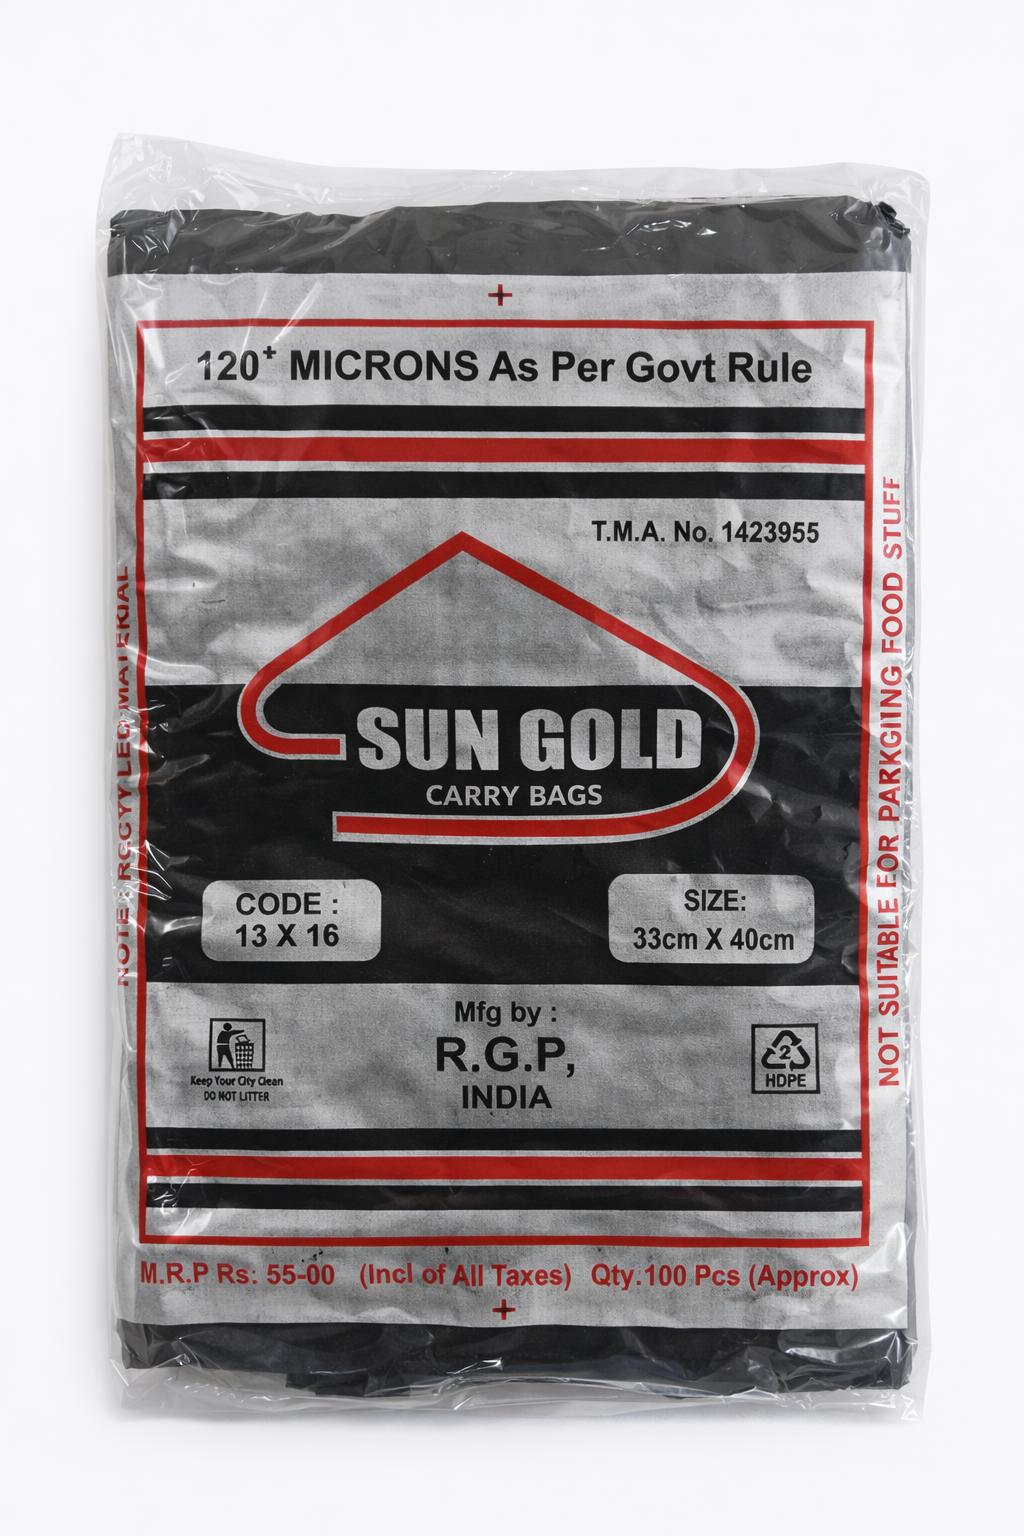 120+ MICRONS As Per Govt Rule
T.M.A. No. 1423955
SUN GOLD
CARRY BAGS
CODE :
13 X 16
SIZE:
33cm X 40cm
Mfg by :
R.G.P,
INDIA
Keep Your City Clean
DO NOT LITTER
2
HDPE
M.R.P Rs: 55-00 (Incl of All Taxes) Qty.100 Pcs (Approx)
NOTE : MATERIAL
NOT SUITABLE FOR PARKGIING FOOD STUFF